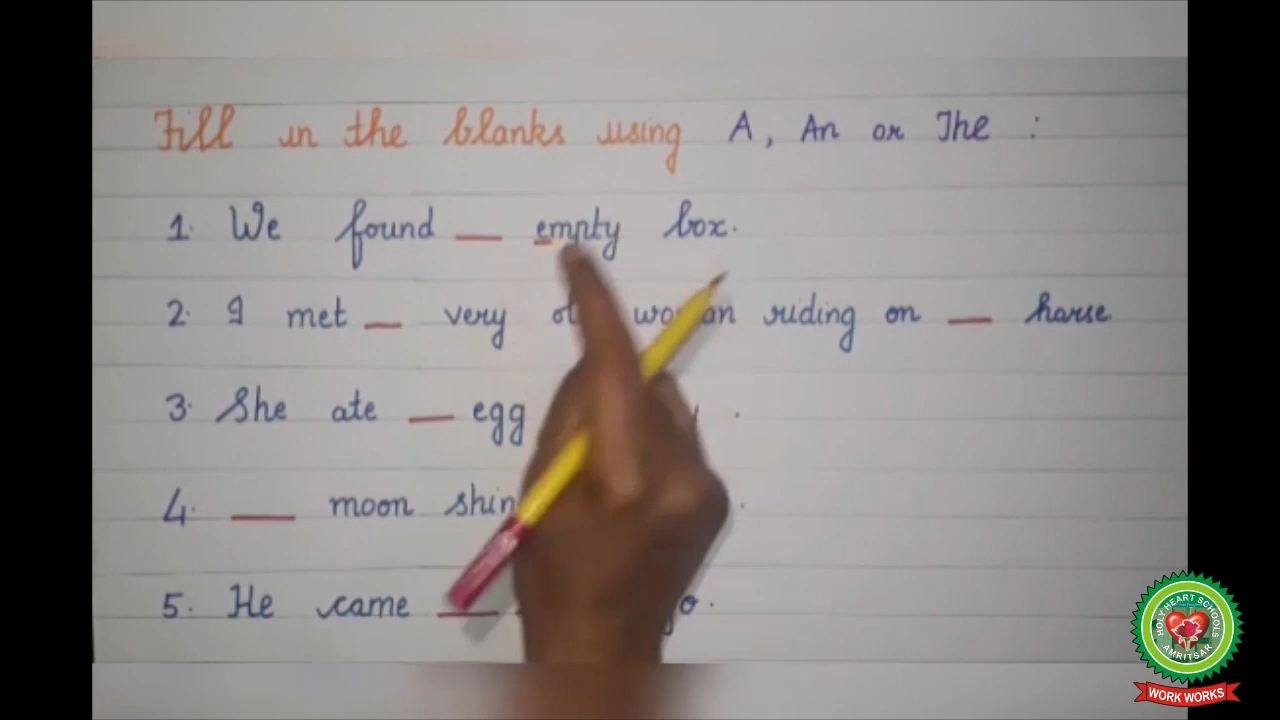 Fill in the blanks using A, An or The :
1. We found __ empty box.
2. I met __ very woman riding on __ horse
3. She ate __ egg .
4. __ moon .
5. He came __ .
HOLY HEART SCHOOLS
AMRITSAR
WORK WORKS